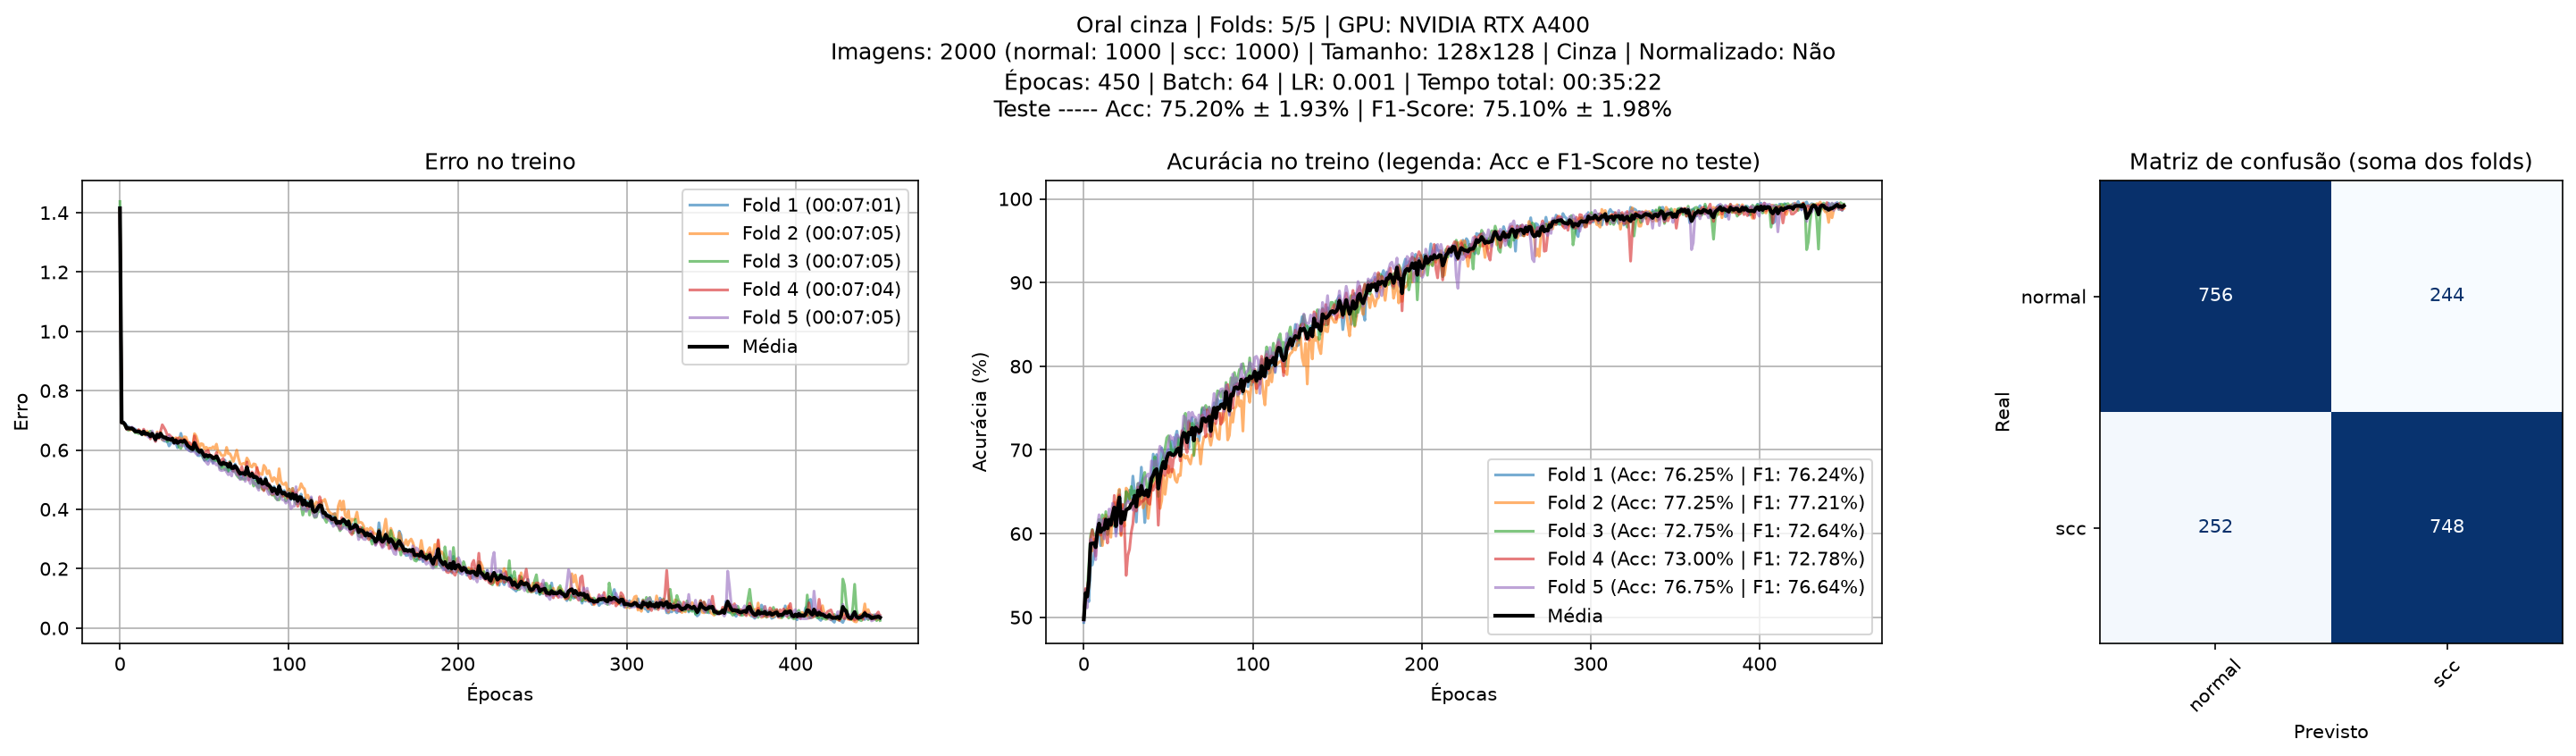 Oral cinza | Folds: 5/5 | GPU: NVIDIA RTX A400
Imagens: 2000 (normal: 1000 | scc: 1000) | Tamanho: 128x128 | Cinza | Normalizado: Não
Épocas: 450 | Batch: 64 | LR: 0.001 | Tempo total: 00:35:22
Teste ----- Acc: 75.20% ± 1.93% | F1-Score: 75.10% ± 1.98%
Erro no treino
1.4
1.2
1.0
0.8
0.6
0.4
0.2
0.0
Erro
0 100 200 300 400
Épocas
Fold 1 (00:07:01)
Fold 2 (00:07:05)
Fold 3 (00:07:05)
Fold 4 (00:07:04)
Fold 5 (00:07:05)
Média
Acurácia no treino (legenda: Acc e F1-Score no teste)
100
90
80
70
60
50
Acurácia (%)
0 100 200 300 400
Épocas
Fold 1 (Acc: 76.25% | F1: 76.24%)
Fold 2 (Acc: 77.25% | F1: 77.21%)
Fold 3 (Acc: 72.75% | F1: 72.64%)
Fold 4 (Acc: 73.00% | F1: 72.78%)
Fold 5 (Acc: 76.75% | F1: 76.64%)
Média
Matriz de confusão (soma dos folds)
normal 756 244
scc 252 748
Real
normal scc
Previsto